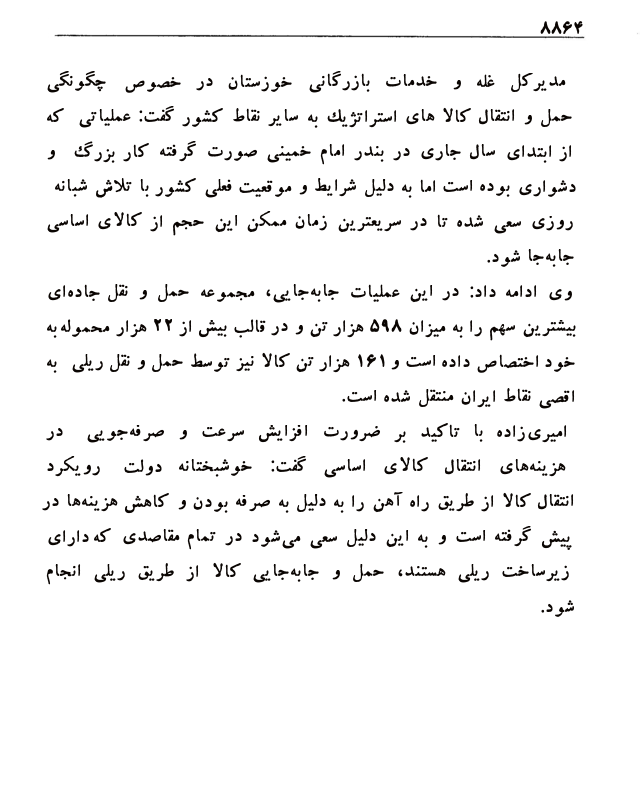 ۸۸۶۴
مدیرکل غله و خدمات بازرگانی خوزستان در خصوص چگونگی
حمل و انتقال کالا های استراتژیك به سایر نقاط کشور گفت: عملیاتی که
از ابتدای سال جاری در بندر امام خمینی صورت گرفته کار بزرگ و
دشواری بوده است اما به دلیل شرایط و موقعیت فعلی کشور با تلاش شبانه
روزی سعی شده تا در سریعترین زمان ممکن این حجم از کالای اساسی
جابه‌جا شود.
وی ادامه داد: در این عملیات جابه‌جایی، مجموعه حمل و نقل جاده‌ای
بیشترین سهم را به میزان ۵۹۸ هزار تن و در قالب بیش از ۲۲ هزار محموله به
خود اختصاص داده است و ۱۶۱ هزار تن کالا نیز توسط حمل و نقل ریلی به
اقصی نقاط ایران منتقل شده است.
امیری‌زاده با تاکید بر ضرورت افزایش سرعت و صرفه‌جویی در
هزینه‌های انتقال کالای اساسی گفت: خوشبختانه دولت رویکرد
انتقال کالا از طریق راه آهن را به دلیل به صرفه بودن و کاهش هزینه‌ها در
پیش گرفته است و به این دلیل سعی می‌شود در تمام مقاصدی که دارای
زیرساخت ریلی هستند، حمل و جابه‌جایی کالا از طریق ریلی انجام
شود.